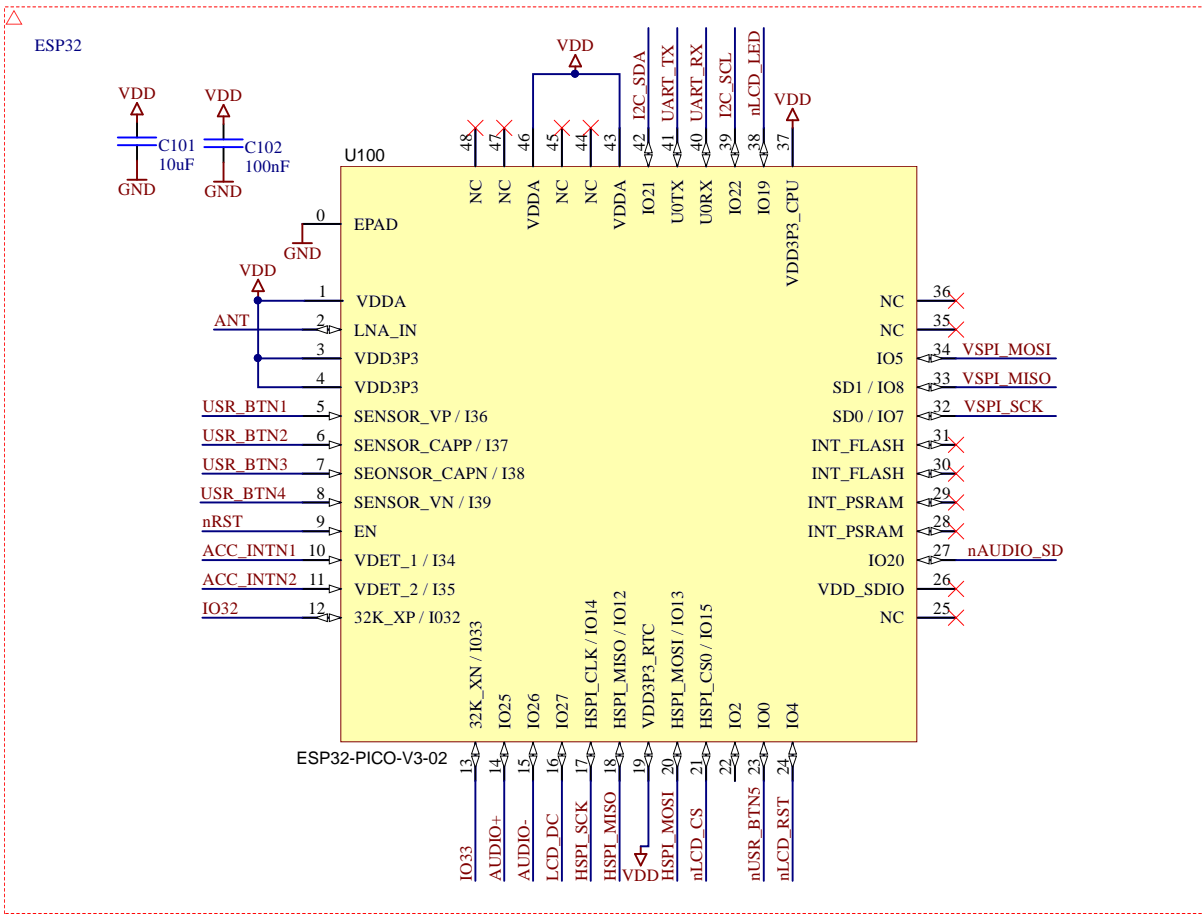 ESP32
VDD
C101
10uF
GND
VDD
C102
100nF
GND
VDD
I2C_SDA
UART_TX
UART_RX
I2C_SCL
nLCD_LED
VDD
48
47
46
45
44
43
42
41
40
39
38
37
U100
NC
NC
VDDA
NC
NC
VDDA
IO21
U0TX
U0RX
IO22
IO19
VDD3P3_CPU
0 EPAD
GND
VDD
1 VDDA
ANT 2 LNA_IN
3 VDD3P3
4 VDD3P3
USR_BTN1 5 SENSOR_VP / I36
USR_BTN2 6 SENSOR_CAPP / I37
USR_BTN3 7 SEONSOR_CAPN / I38
USR_BTN4 8 SENSOR_VN / I39
nRST 9 EN
ACC_INTN1 10 VDET_1 / I34
ACC_INTN2 11 VDET_2 / I35
IO32 12 32K_XP / I032
NC 36
NC 35
IO5 34 VSPI_MOSI
SD1 / IO8 33 VSPI_MISO
SD0 / IO7 32 VSPI_SCK
INT_FLASH 31
INT_FLASH 30
INT_PSRAM 29
INT_PSRAM 28
IO20 27 nAUDIO_SD
VDD_SDIO 26
NC 25
32K_XN / I033
IO25
IO26
IO27
HSPI_CLK / IO14
HSPI_MISO / IO12
VDD3P3_RTC
HSPI_MOSI / IO13
HSPI_CS0 / IO15
IO2
IO0
IO4
ESP32-PICO-V3-02
13
14
15
16
17
18
19
20
21
22
23
24
IO33
AUDIO+
AUDIO-
LCD_DC
HSPI_SCK
HSPI_MISO
VDD
HSPI_MOSI
nLCD_CS
nUSR_BTN5
nLCD_RST